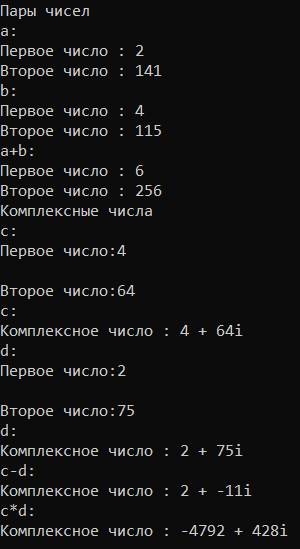 Пары чисел
a:
Первое число : 2
Второе число : 141
b:
Первое число : 4
Второе число : 115
a+b:
Первое число : 6
Второе число : 256
Комплексные числа
c:
Первое число:4
Второе число:64
c:
Комплексное число : 4 + 64i
d:
Первое число:2
Второе число:75
d:
Комплексное число : 2 + 75i
c-d:
Комплексное число : 2 + -11i
c*d:
Комплексное число : -4792 + 428i